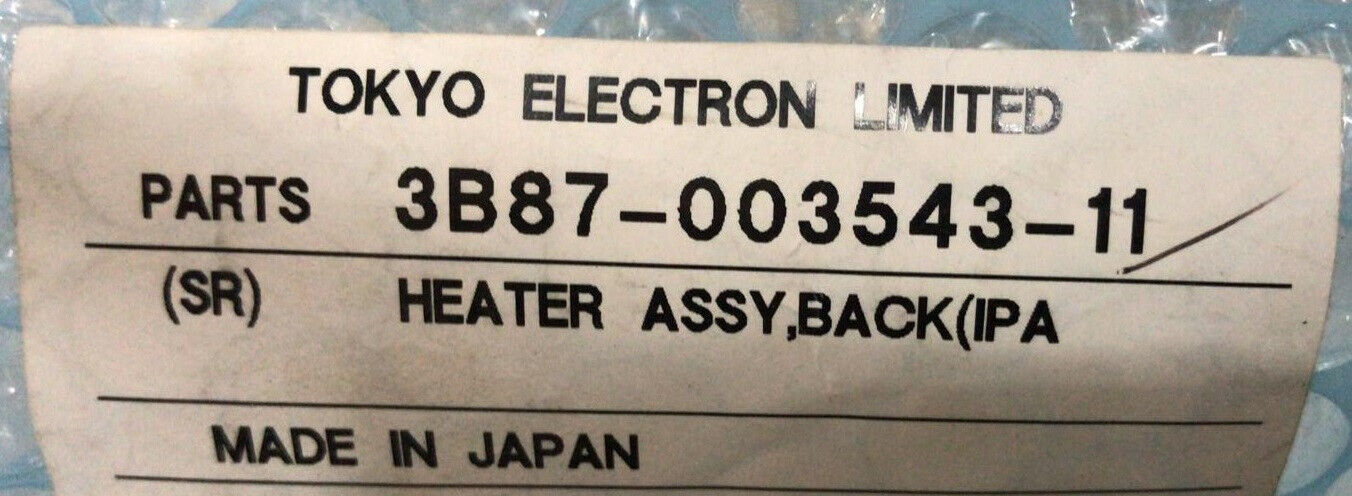 TOKYO ELECTRON LIMITED
PARTS 3B87-003543-11
(SR) HEATER ASSY,BACK(IPA
MADE IN JAPAN